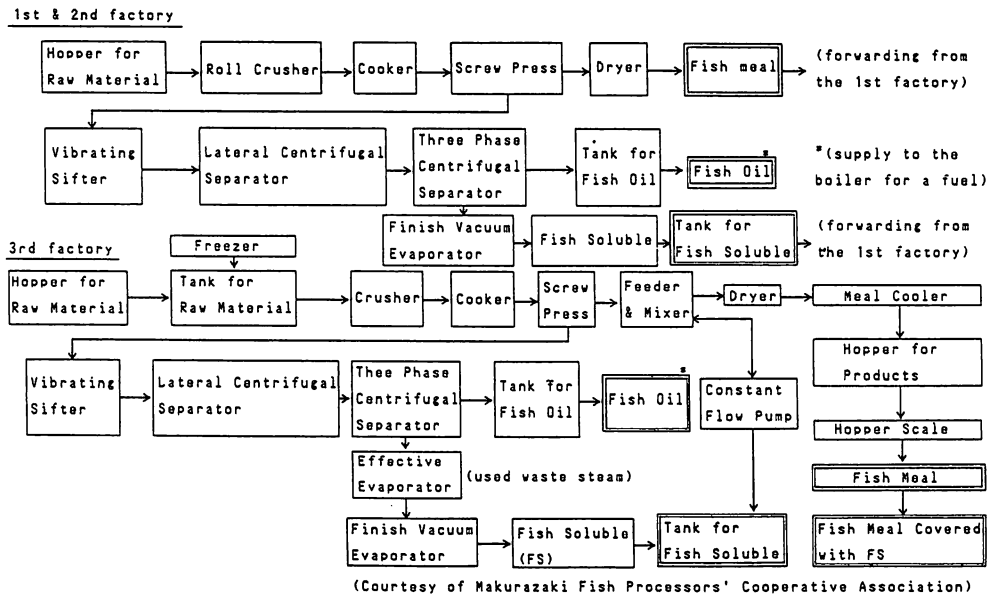 1st & 2nd factory
Hopper for
Raw Material
Roll Crusher
Cooker
Screw Press
Dryer
Fish meal
(forwarding from
the 1st factory)
Vibrating
Sifter
Lateral Centrifugal
Separator
Three Phase
Centrifugal
Separator
Tank for
Fish Oil
Fish Oil
*
*(supply to the
boiler for a fuel)
Finish Vacuum
Evaporator
Fish Soluble
Tank for
Fish Soluble
(forwarding from
the 1st factory)
3rd factory
Freezer
Hopper for
Raw Material
Tank for
Raw Material
Crusher
Cooker
Screw
Press
Feeder
& Mixer
Dryer
Meal Cooler
Hopper for
Products
Vibrating
Sifter
Lateral Centrifugal
Separator
Thee Phase
Centrifugal
Separator
Tank for
Fish Oil
Fish Oil
*
Constant
Flow Pump
Hopper Scale
Fish Meal
Effective
Evaporator
(used waste steam)
Finish Vacuum
Evaporator
Fish Soluble
(FS)
Tank for
Fish Soluble
Fish Meal Covered
with FS
(Courtesy of Makurazaki Fish Processors' Cooperative Association)